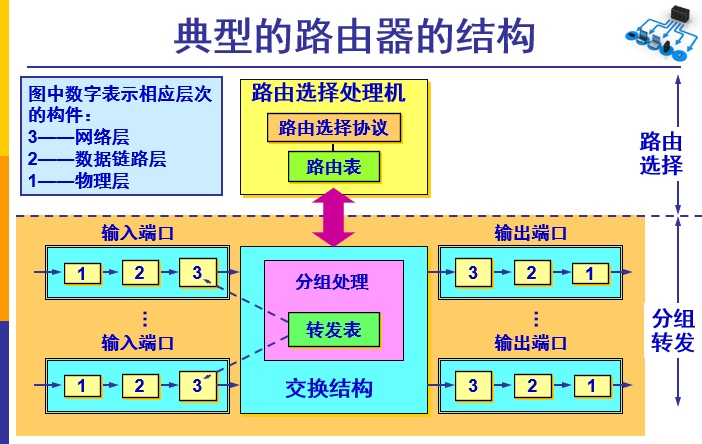 典型的路由器的结构
图中数字表示相应层次
的构件：
3——网络层
2——数据链路层
1——物理层
路由选择处理机
路由选择协议
路由表
路由
选择
输入端口
1 2 3
⋮
输入端口
1 2 3
分组处理
转发表
交换结构
输出端口
3 2 1
⋮
输出端口
3 2 1
分组
转发